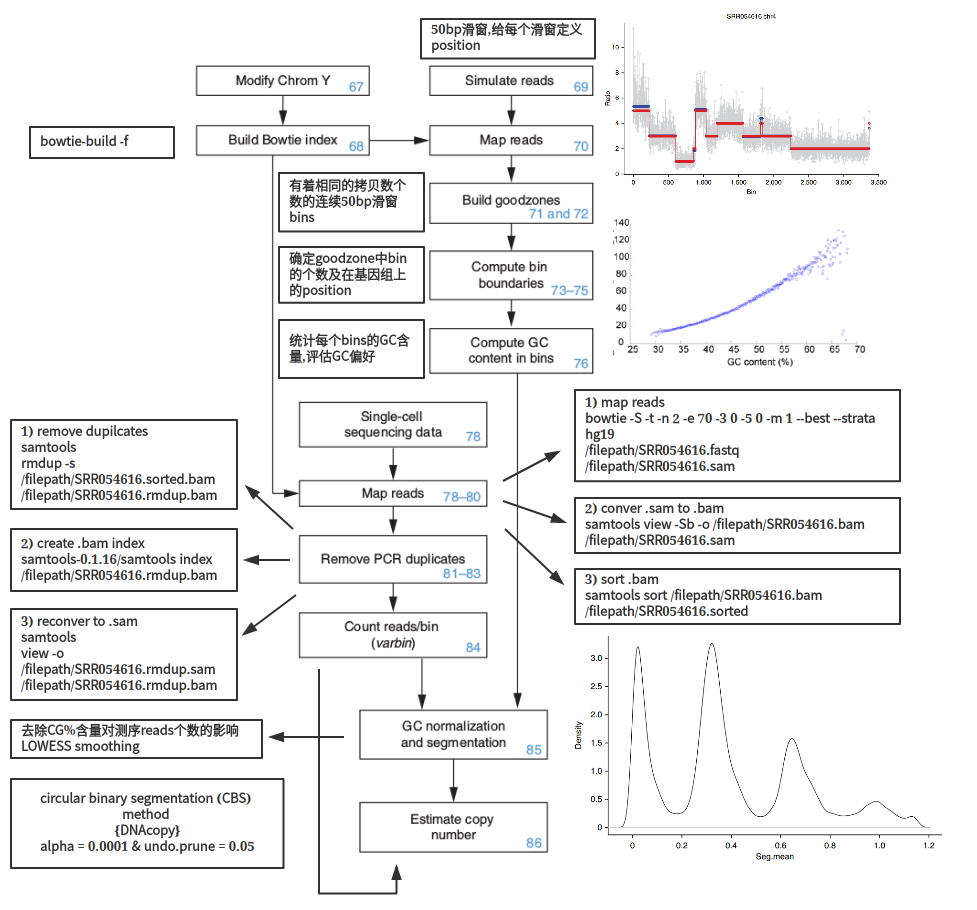 50bp滑窗,给每个滑窗定义
position
Modify Chrom Y
67
Simulate reads
69
bowtie-build -f
Build Bowtie index
68
Map reads
70
有着相同的拷贝数个
数的连续50bp滑窗
bins
Build goodzones
71 and 72
确定goodzone中bin
的个数及在基因组上
的position
Compute bin
boundaries
73–75
统计每个bins的GC含
量,评估GC偏好
Compute GC
content in bins
76
SRR054616 chr4
Ratio
10
8
6
4
2
0
0
500
1,000
1,500
2,000
2,500
3,000
3,500
Bin
140
120
100
80
60
40
20
0
25
30
35
40
45
50
55
60
65
70
GC content (%)
Single-cell
sequencing data
78
Map reads
78–80
Remove PCR duplicates
81–83
Count reads/bin
(varbin)
84
GC normalization
and segmentation
85
Estimate copy
number
86
1) remove dupilcates
samtools
rmdup -s
/filepath/SRR054616.sorted.bam
/filepath/SRR054616.rmdup.bam
2) create .bam index
samtools-0.1.16/samtools index
/filepath/SRR054616.rmdup.bam
3) reconver to .sam
samtools
view -o
/filepath/SRR054616.rmdup.sam
/filepath/SRR054616.rmdup.bam
去除CG%含量对测序reads个数的影响
LOWESS smoothing
circular binary segmentation (CBS)
method
{DNAcopy}
alpha = 0.0001 & undo.prune = 0.05
1) map reads
bowtie -S -t -n 2 -e 70 -3 0 -5 0 -m 1 --best --strata
hg19
/filepath/SRR054616.fastq
/filepath/SRR054616.sam
2) conver .sam to .bam
samtools view -Sb -o /filepath/SRR054616.bam
/filepath/SRR054616.sam
3) sort .bam
samtools sort /filepath/SRR054616.bam
/filepath/SRR054616.sorted
Density
3.0
2.5
2.0
1.5
1.0
0.5
0
0
0.2
0.4
0.6
0.8
1.0
1.2
Seg.mean